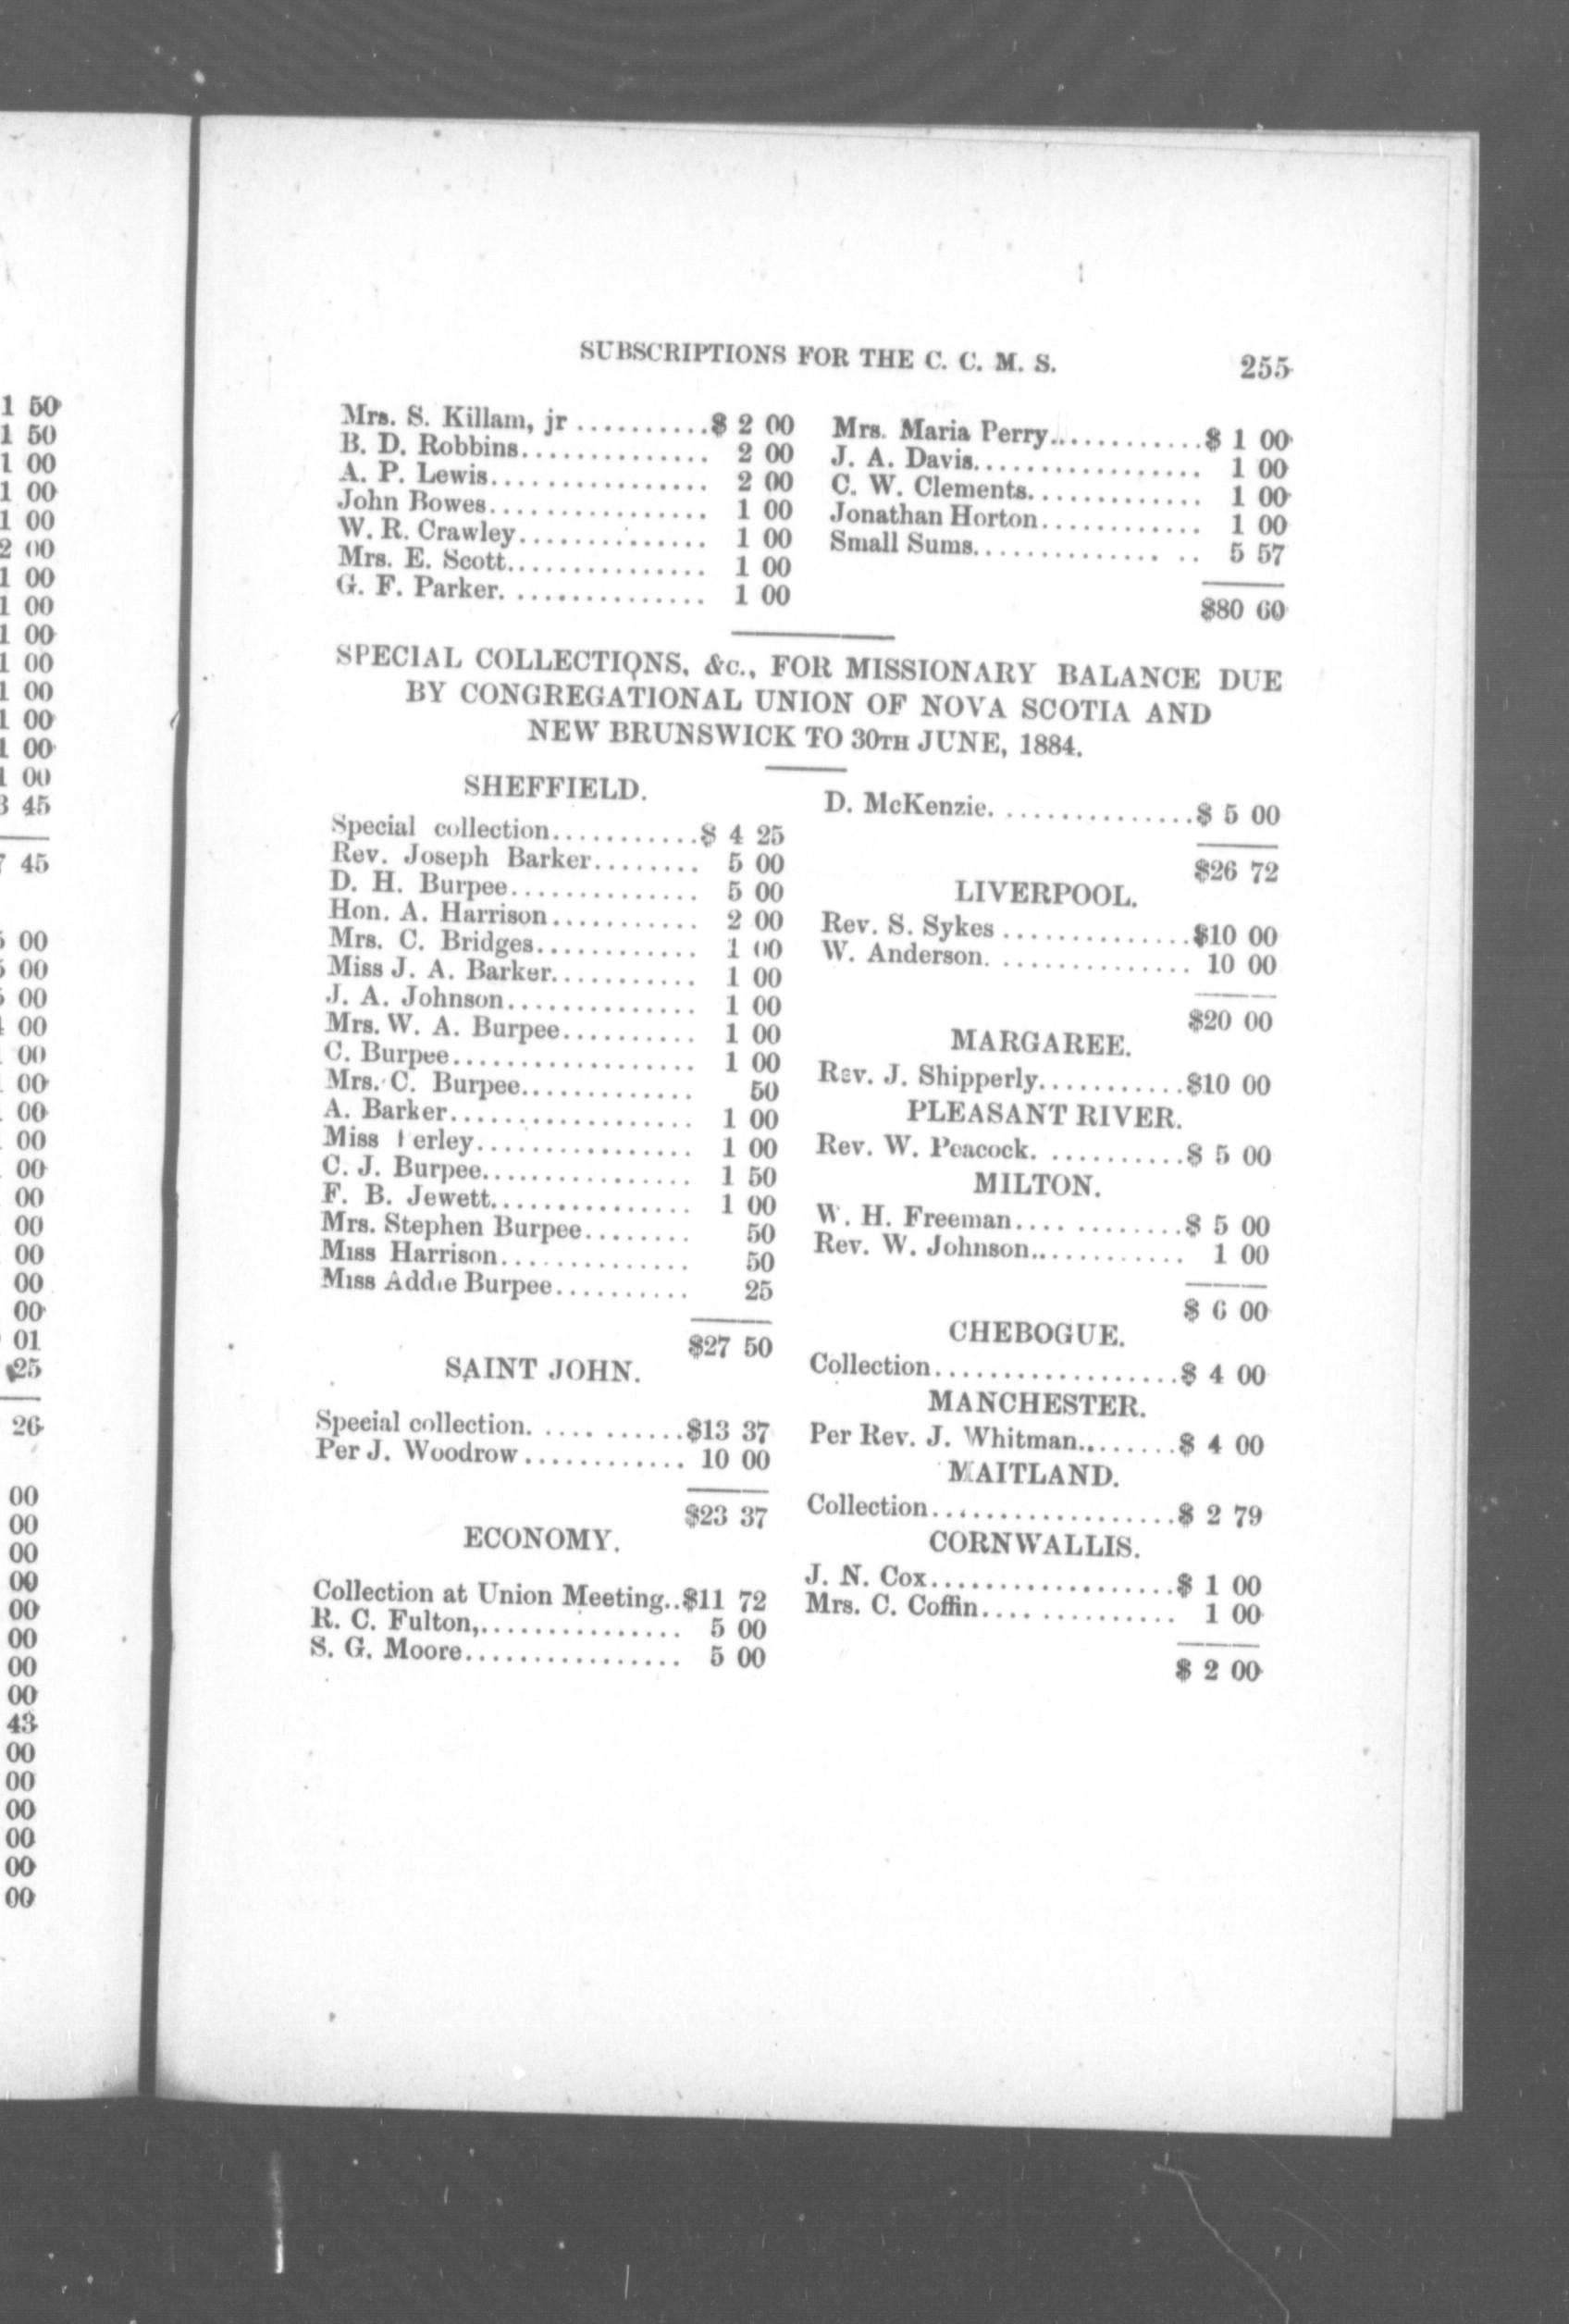 SUBSCRIPTIONS FOR THE C. C. M. S. 255
Mrs. S. Killam, jr ..........$ 2 00
B. D. Robbins.............. 2 00
A. P. Lewis................ 2 00
John Bowes................ 1 00
W. R. Crawley.............. 1 00
Mrs. E. Scott............... 1 00
G. F. Parker. .............. 1 00
Mrs. Maria Perry............$ 1 00
J. A. Davis................. 1 00
C. W. Clements............. 1 00
Jonathan Horton............ 1 00
Small Sums.............. .. 5 57
$80 60
SPECIAL COLLECTIONS, &c., FOR MISSIONARY BALANCE DUE
BY CONGREGATIONAL UNION OF NOVA SCOTIA AND
NEW BRUNSWICK TO 30TH JUNE, 1884.
SHEFFIELD.
Special collection...........$ 4 25
Rev. Joseph Barker........ 5 00
D. H. Burpee.............. 5 00
Hon. A. Harrison........... 2 00
Mrs. C. Bridges............ 1 00
Miss J. A. Barker........... 1 00
J. A. Johnson.............. 1 00
Mrs. W. A. Burpee.......... 1 00
C. Burpee.................. 1 00
Mrs. C. Burpee............. 50
A. Barker.................. 1 00
Miss erley................ 1 00
C. J. Burpee................ 1 50
F. B. Jewett............... 1 00
Mrs. Stephen Burpee........ 50
Miss Harrison.............. 50
Miss Addie Burpee.......... 25
$27 50
SAINT JOHN.
Special collection. ...........$13 37
Per J. Woodrow............ 10 00
$23 37
ECONOMY.
Collection at Union Meeting..$11 72
R. C. Fulton,............... 5 00
S. G. Moore................ 5 00
D. McKenzie. ..............$ 5 00
$26 72
LIVERPOOL.
Rev. S. Sykes ..............$10 00
W. Anderson. .............. 10 00
$20 00
MARGAREE.
Rev. J. Shipperly...........$10 00
PLEASANT RIVER.
Rev. W. Peacock. ..........$ 5 00
MILTON.
W. H. Freeman.... ........$ 5 00
Rev. W. Johnson............ 1 00
$ 6 00
CHEBOGUE.
Collection..................$ 4 00
MANCHESTER.
Per Rev. J. Whitman........$ 4 00
MAITLAND.
Collection..................$ 2 79
CORNWALLIS.
J. N. Cox..................$ 1 00
Mrs. C. Coffin.............. 1 00
$ 2 00